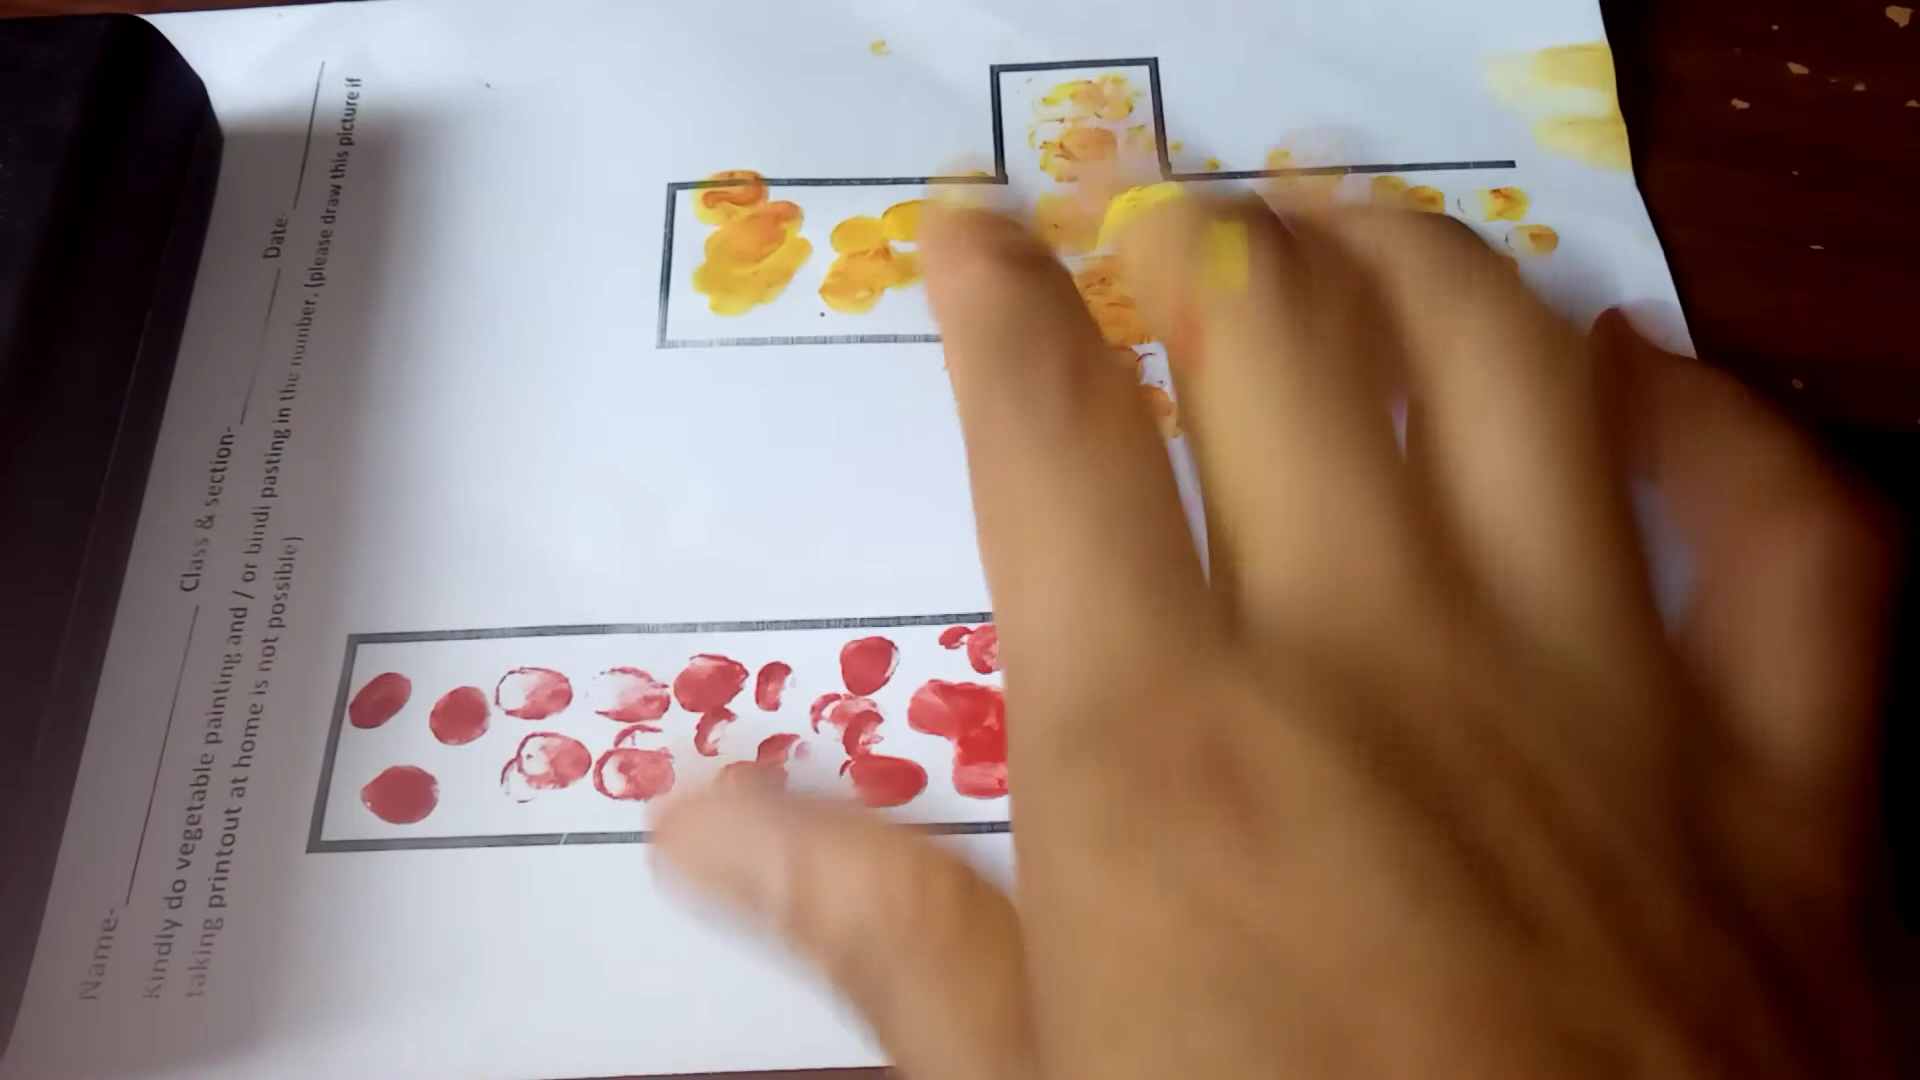 Name- Class & section- Date-
Kindly do vegetable painting and / or bindi pasting in the number. (please draw this picture if
taking printout at home is not possible)